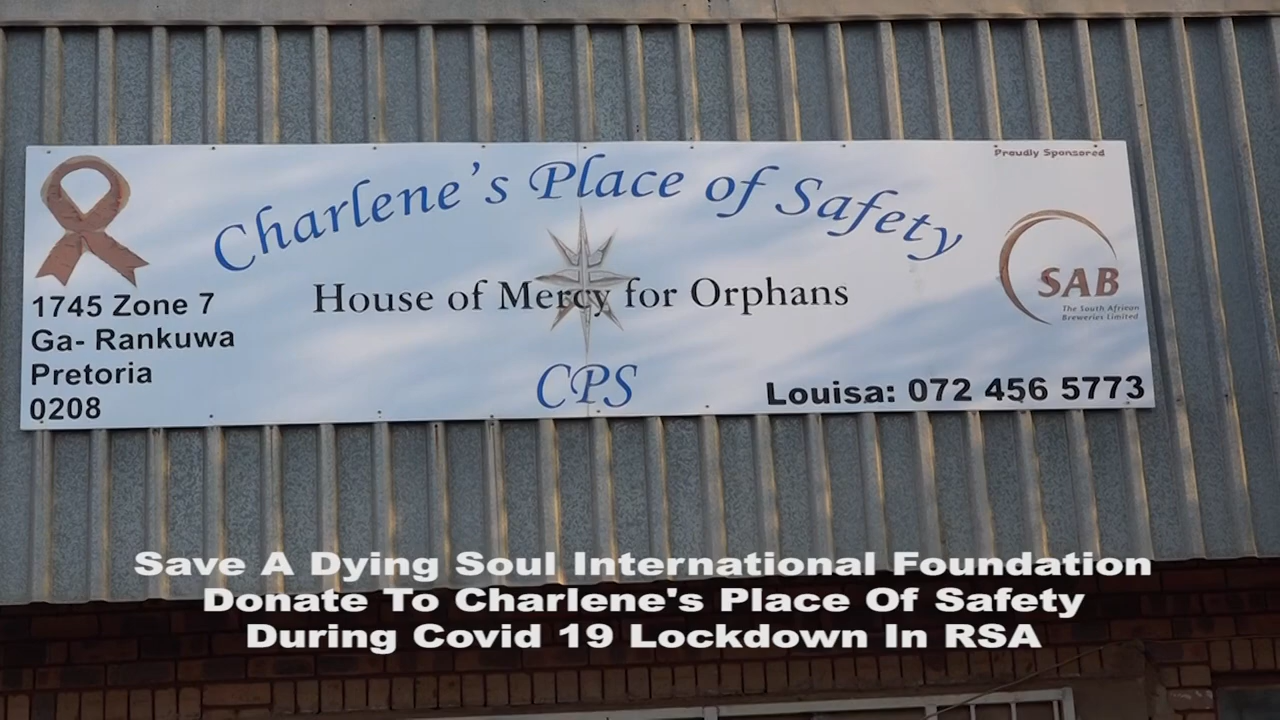 Proudly Sponsored
Charlene's Place of Safety
House of Mercy for Orphans
CPS
1745 Zone 7
Ga- Rankuwa
Pretoria
0208
SAB
The South African
Breweries Limited
Louisa: 072 456 5773
Save A Dying Soul International Foundation
Donate To Charlene's Place Of Safety
During Covid 19 Lockdown In RSA